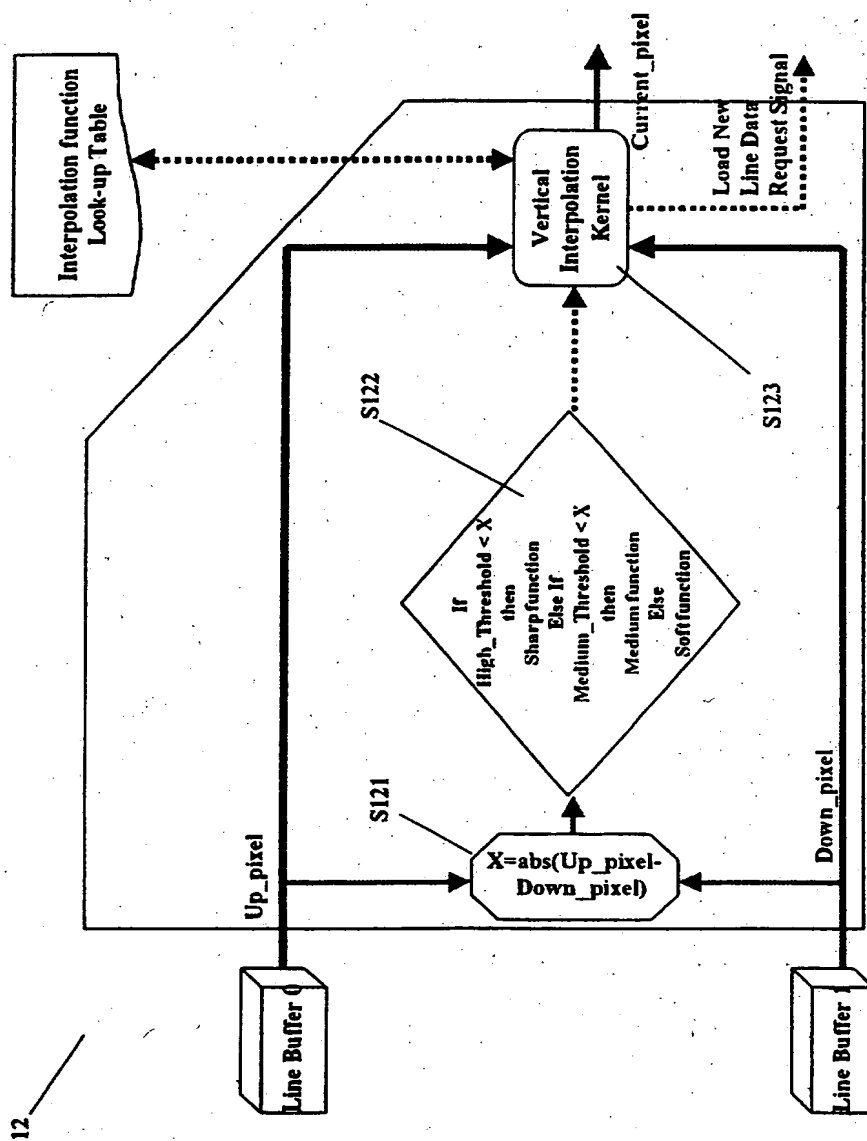 12
Line Buffer 0
Line Buffer 1
Up_pixel
Down_pixel
S121
X=abs(Up_pixel-
Down_pixel)
S122
If
High_Threshold < X
then
Sharp function
Else If
Medium_Threshold < X
then
Medium function
Else
Soft function
S123
Vertical
Interpolation
Kernel
Interpolation function
Look-up Table
Current_pixel
Load New
Line Data
Request Signal